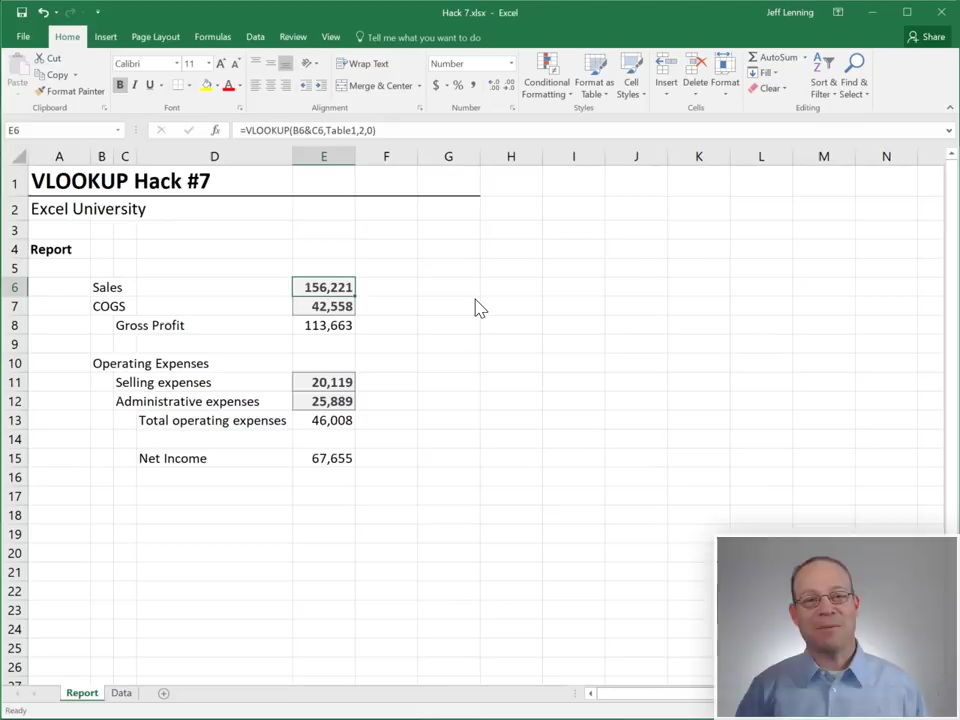 Hack 7.xlsx - Excel
Jeff Lenning
File Home Insert Page Layout Formulas Data Review View Tell me what you want to do Share
Paste Cut Copy Format Painter Clipboard
Calibri 11 A A B I U A Font
Wrap Text Merge & Center Alignment
Number $ % , Number
Conditional Formatting Format as Table Cell Styles Styles
Insert Delete Format Cells
AutoSum Fill Clear Sort & Filter Find & Select Editing
E6 fx =VLOOKUP(B6&C6,Table1,2,0)
A B C D E F G H I J K L M N
1 VLOOKUP Hack #7
2 Excel University
3
4 Report
5
6 Sales 156,221
7 COGS 42,558
8 Gross Profit 113,663
9
10 Operating Expenses
11 Selling expenses 20,119
12 Administrative expenses 25,889
13 Total operating expenses 46,008
14
15 Net Income 67,655
16
17
18
19
20
21
22
23
24
25
26
27
Report Data
Ready